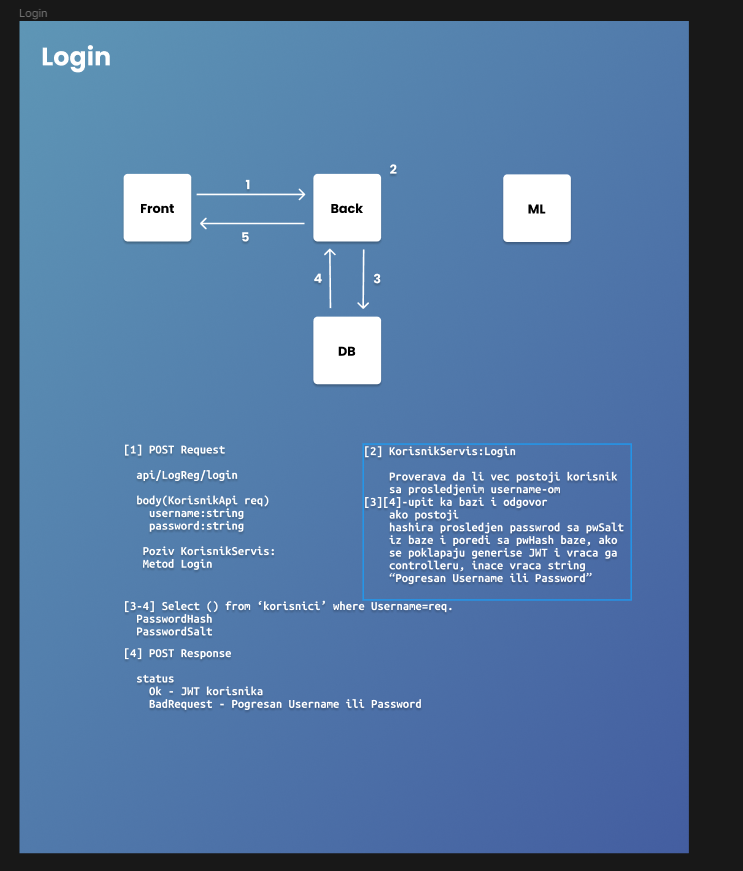 Login
Login
2
1
Front
Back
ML
5
4
3
DB
[1] POST Request
api/LogReg/login
body(KorisnikApi req)
username:string
password:string
Poziv KorisnikServis:
Metod Login
[2] KorisnikServis:Login
Proverava da li vec postoji korisnik
sa prosledjenim username-om
[3][4]-upit ka bazi i odgovor
ako postoji
hashira prosledjen passwrod sa pwSalt
iz baze i poredi sa pwHash baze, ako
se poklapaju generise JWT i vraca ga
controlleru, inace vraca string
“Pogresan Username ili Password”
[3-4] Select () from ‘korisnici’ where Username=req.
PasswordHash
PasswordSalt
[4] POST Response
status
Ok - JWT korisnika
BadRequest - Pogresan Username ili Password